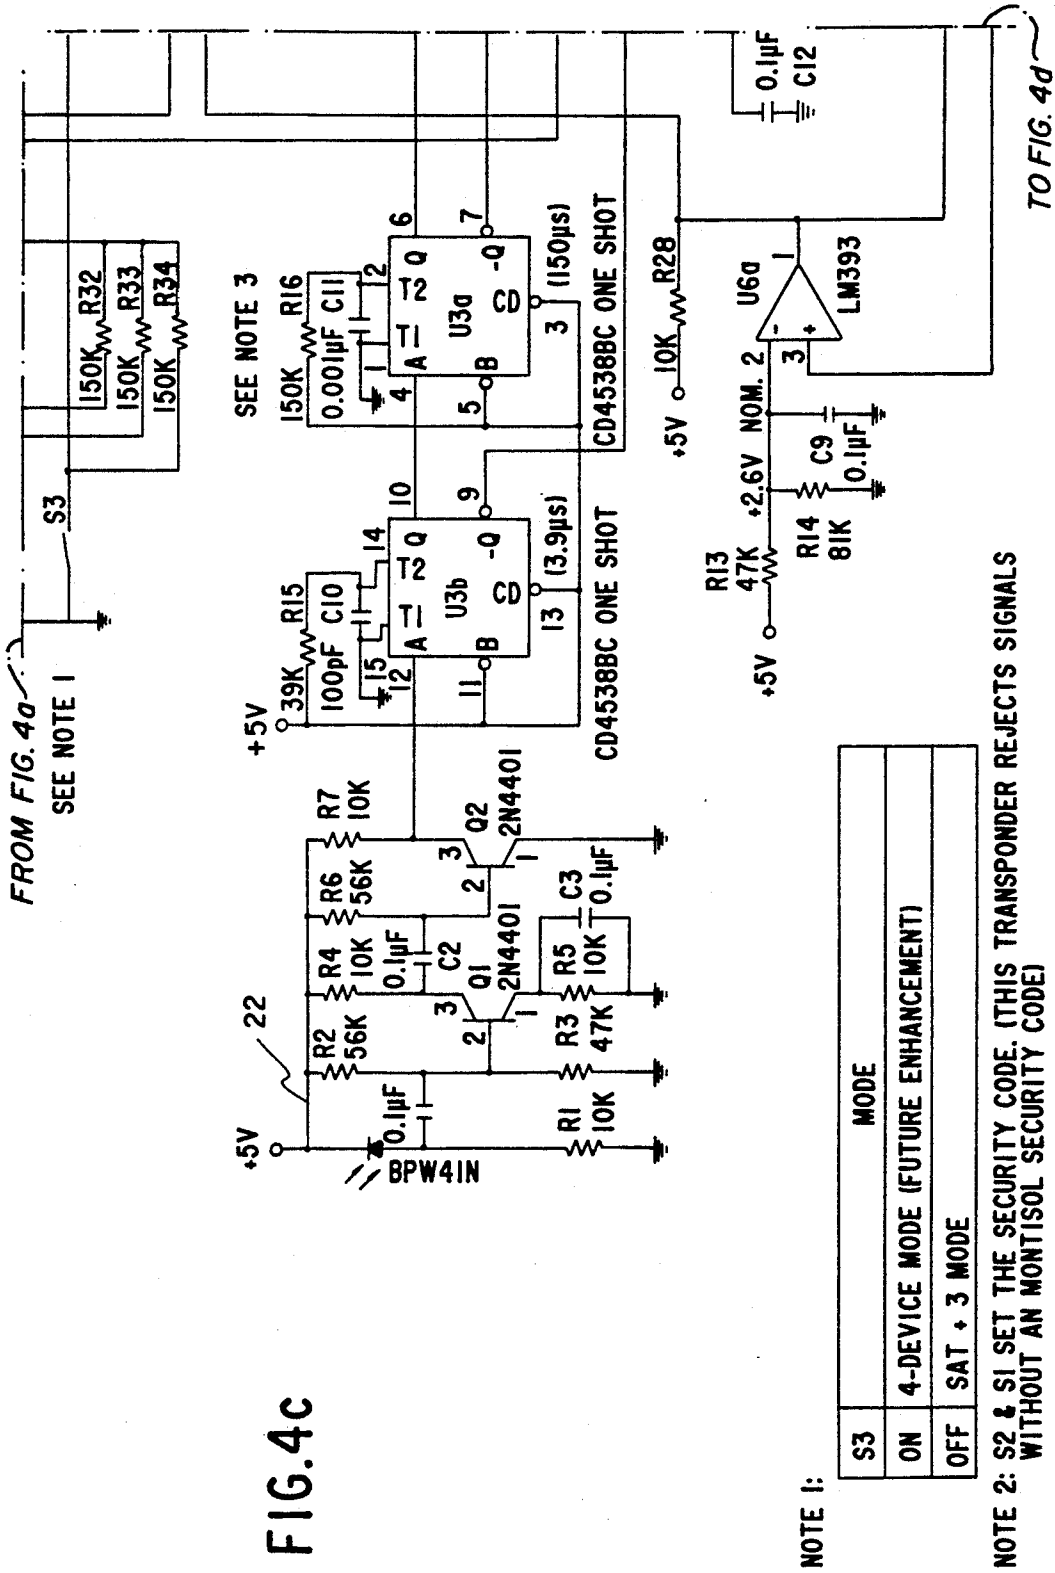 FIG.4c
FROM FIG. 4a
SEE NOTE 1
S3
150K R32
150K R33
150K R34
SEE NOTE 3
+5V
22
+5V
BPW41N
0.1µF
R1
10K
R2
56K
R3
47K
R4
10K
0.1µF
C2
Q1
2N4401
3
2
1
R5
10K
C3
0.1µF
R6
56K
R7
10K
Q2
2N4401
3
2
1
39K R15
100pF C10
15
14
12
T1
T2
A
Q
10
U3b
11
B
CD
-Q
9
13
(3.9µs)
CD4538BC ONE SHOT
150K R16
0.001µF C11
1
2
4
T1
T2
A
Q
6
U3a
5
B
CD
-Q
7
3
(150µs)
CD4538BC ONE SHOT
+5V
10K R28
0.1µF
C12
+5V
R13
47K
+2.6V NOM.
R14
81K
C9
0.1µF
2
3
-
+
1
U6a
LM393
TO FIG. 4d
NOTE 1:
S3 MODE
ON 4-DEVICE MODE (FUTURE ENHANCEMENT)
OFF SAT + 3 MODE
NOTE 2: S2 & S1 SET THE SECURITY CODE. (THIS TRANSPONDER REJECTS SIGNALS
WITHOUT AN MONTISOL SECURITY CODE)